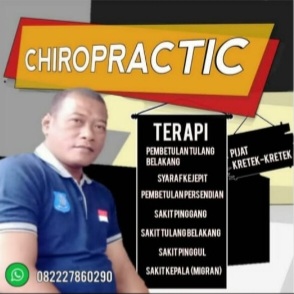 CHIROPRACTIC
TERAPI
PEMBETULAN TULANG
BELAKANG
SYARAF KEJEPIT
PEMBETULAN PERSENDIAN
SAKIT PINGGANG
SAKIT TULANG BELAKANG
SAKIT PINGGUL
SAKIT KEPALA (MIGRAN)
PIJAT
KRETEK-KRETEK
082227860290